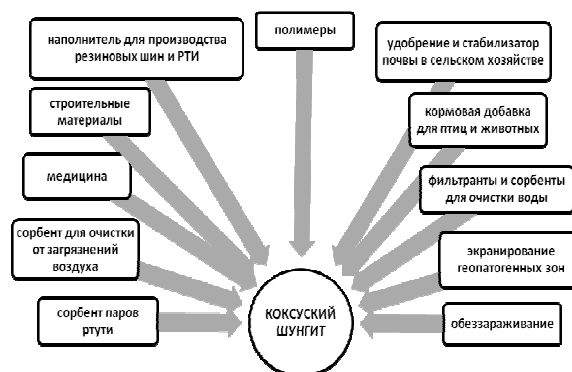 наполнитель для производства
резиновых шин и РТИ
полимеры
удобрение и стабилизатор
почвы в сельском хозяйстве
строительные
материалы
кормовая добавка
для птиц и животных
медицина
фильтранты и сорбенты
для очистки воды
сорбент для очистки
от загрязнений
воздуха
экранирование
геопатогенных зон
сорбент паров
ртути
КОКСУСКИЙ
ШУНГИТ
обеззараживание